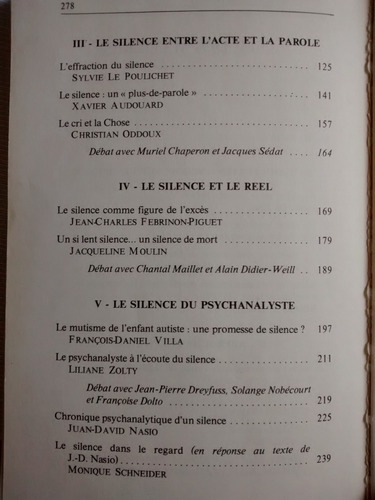 278
III - LE SILENCE ENTRE L'ACTE ET LA PAROLE
L'effraction du silence .................... 125
SYLVIE LE POULICHET
Le silence : un « plus-de-parole » .............. 141
XAVIER AUDOUARD
Le cri et la Chose ........................ 157
CHRISTIAN ODDOUX
Débat avec Muriel Chaperon et Jacques Sédat .... 164
IV - LE SILENCE ET LE REEL
Le silence comme figure de l'excès ............. 169
JEAN-CHARLES FEBRINON-PIGUET
Un si lent silence... un silence de mort .......... 179
JACQUELINE MOULIN
Débat avec Chantal Maillet et Alain Didier-Weill .. 189
V - LE SILENCE DU PSYCHANALYSTE
Le mutisme de l'enfant autiste : une promesse de silence ? 197
FRANÇOIS-DANIEL VILLA
Le psychanalyste à l'écoute du silence ........... 211
LILIANE ZOLTY
Débat avec Jean-Pierre Dreyfuss, Solange Nobécourt
et Françoise Dolto ...................... 219
Chronique psychanalytique d'un silence .......... 225
JUAN-DAVID NASIO
Le silence dans le regard (en réponse au texte de
J.-D. Nasio) ............................ 239
MONIQUE SCHNEIDER